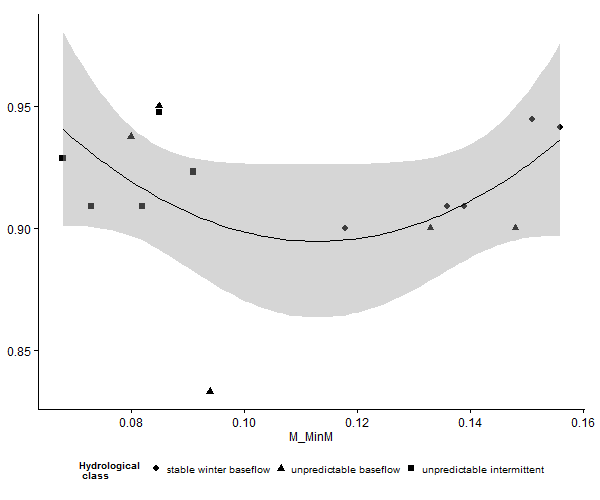 0.95
0.90
0.85
0.08 0.10 0.12 0.14 0.16
M_MinM
Hydrological
class
stable winter baseflow unpredictable baseflow unpredictable intermittent